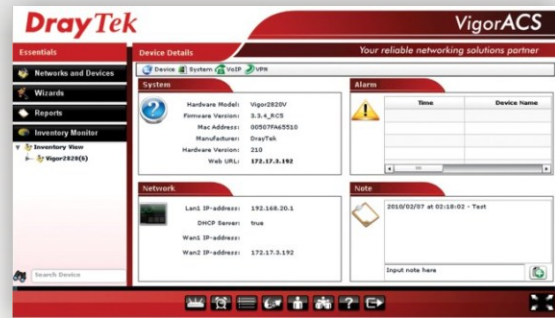 DrayTek
VigorACS
Essentials
Device Details
Your reliable networking solutions partner
Device System VoIP VPN
Networks and Devices
Wizards
Reports
Inventory Monitor
Inventory View
Vigor2820(6)
Search Device
System
Hardware Model: Vigor2820V
Firmware Version: 3.3.4_RC5
Mac Address: 00507FA65510
Manufacturer: DrayTek
Hardware Version: 210
Web URL: 172.17.3.192
Alarm
Time Device Name
Network
Lan1 IP-address: 192.168.20.1
DHCP Server: true
Wan1 IP-address:
Wan2 IP-address: 172.17.3.192
Note
2010/02/07 at 02:18:02 - Test
Input note here